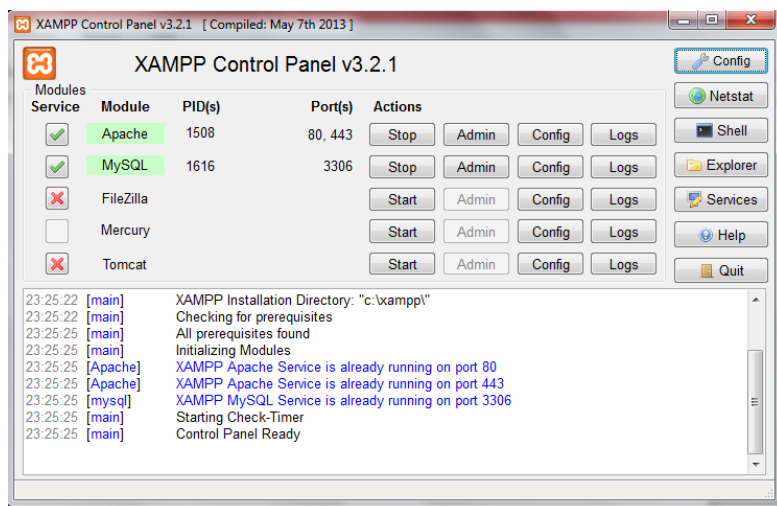 XAMPP Control Panel v3.2.1 [ Compiled: May 7th 2013 ]
XAMPP Control Panel v3.2.1
Config
Modules
Service Module PID(s) Port(s) Actions
Netstat
Apache 1508 80, 443 Stop Admin Config Logs
Shell
MySQL 1616 3306 Stop Admin Config Logs
Explorer
FileZilla Start Admin Config Logs
Services
Mercury Start Admin Config Logs
Help
Tomcat Start Admin Config Logs
Quit
23:25:22 [main] XAMPP Installation Directory: "c:\xampp\"
23:25:22 [main] Checking for prerequisites
23:25:25 [main] All prerequisites found
23:25:25 [main] Initializing Modules
23:25:25 [Apache] XAMPP Apache Service is already running on port 80
23:25:25 [Apache] XAMPP Apache Service is already running on port 443
23:25:25 [mysql] XAMPP MySQL Service is already running on port 3306
23:25:25 [main] Starting Check-Timer
23:25:25 [main] Control Panel Ready